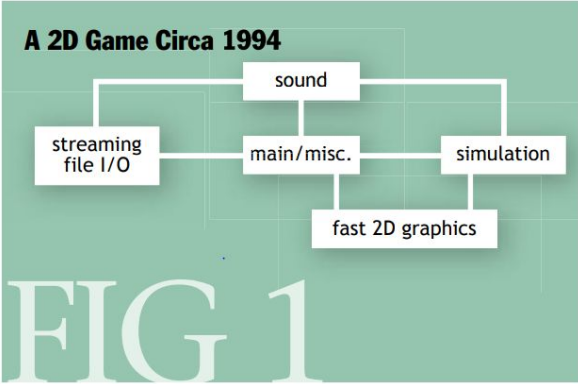 A 2D Game Circa 1994
sound
streaming
file I/O
main/misc.
simulation
fast 2D graphics
FIG 1